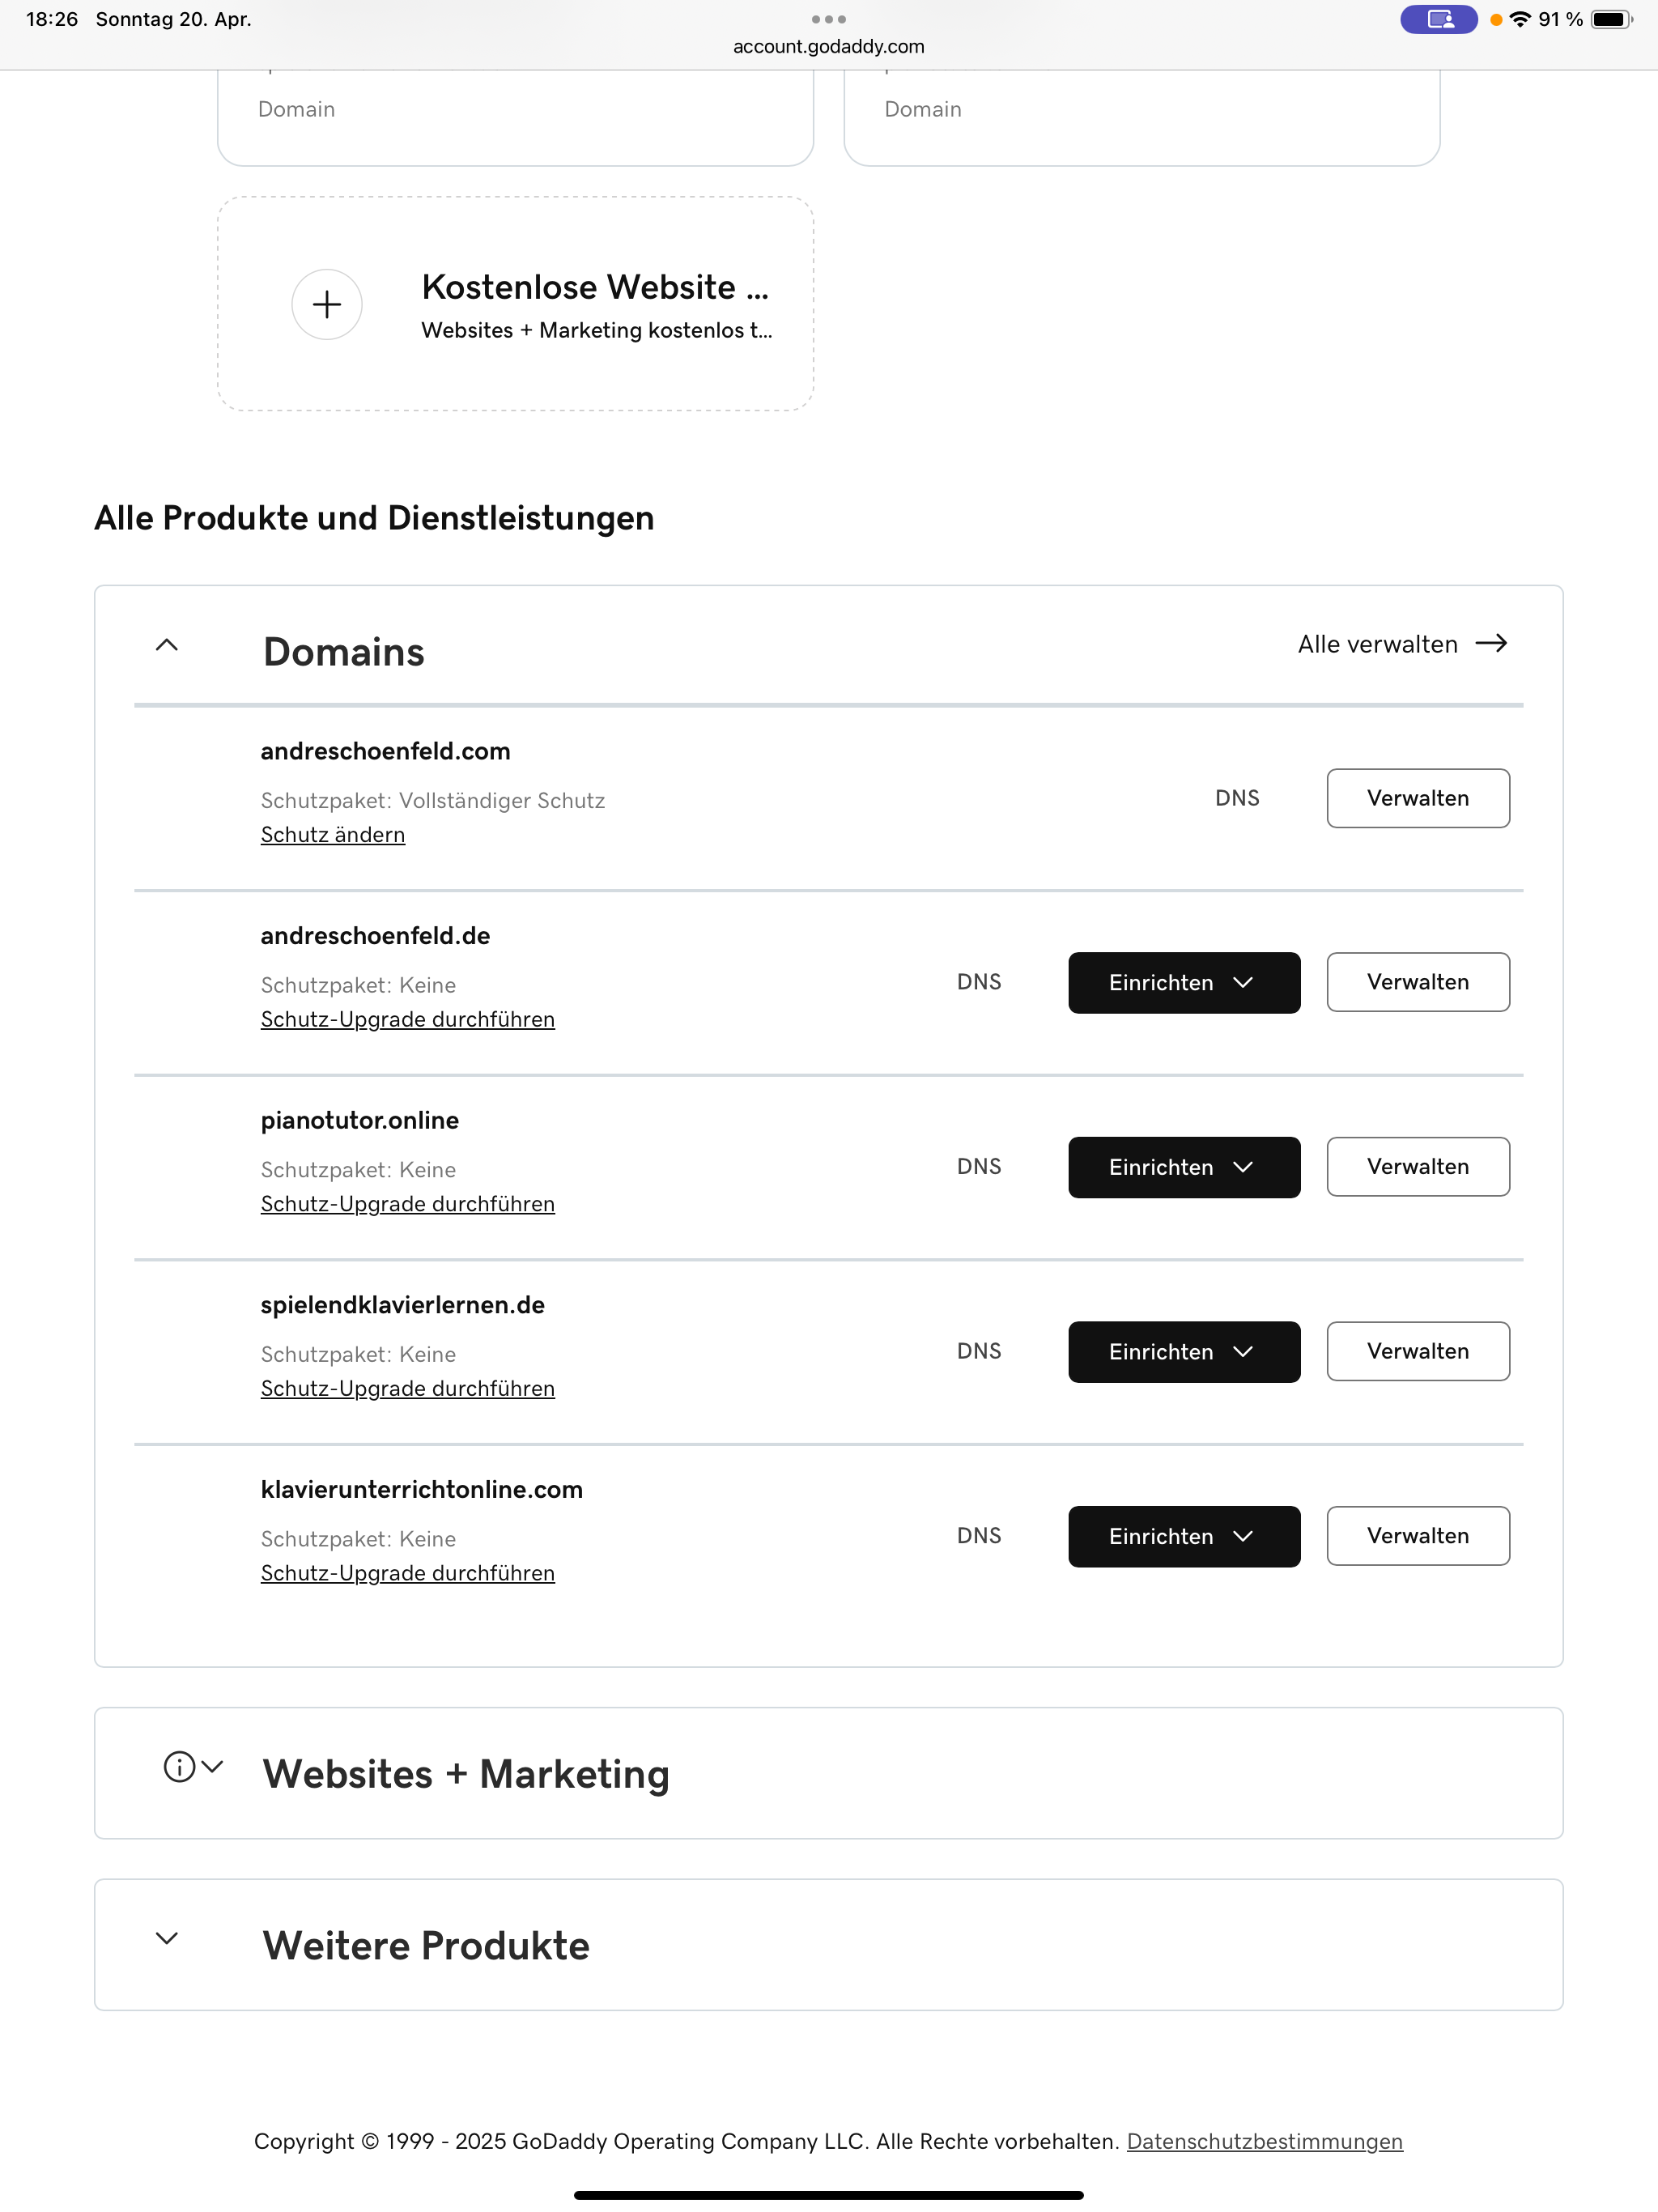 18:26 Sonntag 20. Apr.
91 %
account.godaddy.com
Domain
Domain
Kostenlose Website ...
Websites + Marketing kostenlos t...
Alle Produkte und Dienstleistungen
Domains
Alle verwalten
andreschoenfeld.com
Schutzpaket: Vollständiger Schutz
Schutz ändern
DNS
Verwalten
andreschoenfeld.de
Schutzpaket: Keine
Schutz-Upgrade durchführen
DNS
Einrichten
Verwalten
pianotutor.online
Schutzpaket: Keine
Schutz-Upgrade durchführen
DNS
Einrichten
Verwalten
spielendklavierlernen.de
Schutzpaket: Keine
Schutz-Upgrade durchführen
DNS
Einrichten
Verwalten
klavierunterrichtonline.com
Schutzpaket: Keine
Schutz-Upgrade durchführen
DNS
Einrichten
Verwalten
Websites + Marketing
Weitere Produkte
Copyright © 1999 - 2025 GoDaddy Operating Company LLC. Alle Rechte vorbehalten. Datenschutzbestimmungen